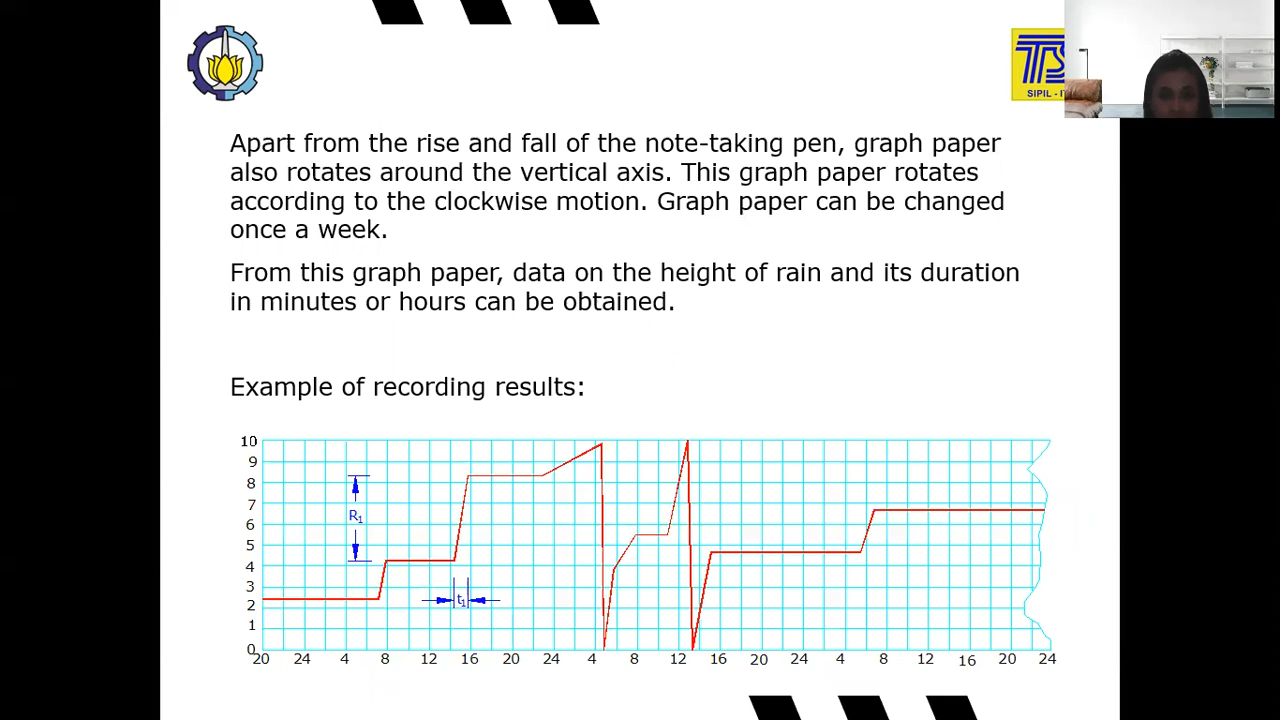 TS
SIPIL - IT
Apart from the rise and fall of the note-taking pen, graph paper
also rotates around the vertical axis. This graph paper rotates
according to the clockwise motion. Graph paper can be changed
once a week.
From this graph paper, data on the height of rain and its duration
in minutes or hours can be obtained.
Example of recording results:
10
9
8
7
6
5
4
3
2
1
0
R1
t1
20 24 4 8 12 16 20 24 4 8 12 16 20 24 4 8 12 16 20 24